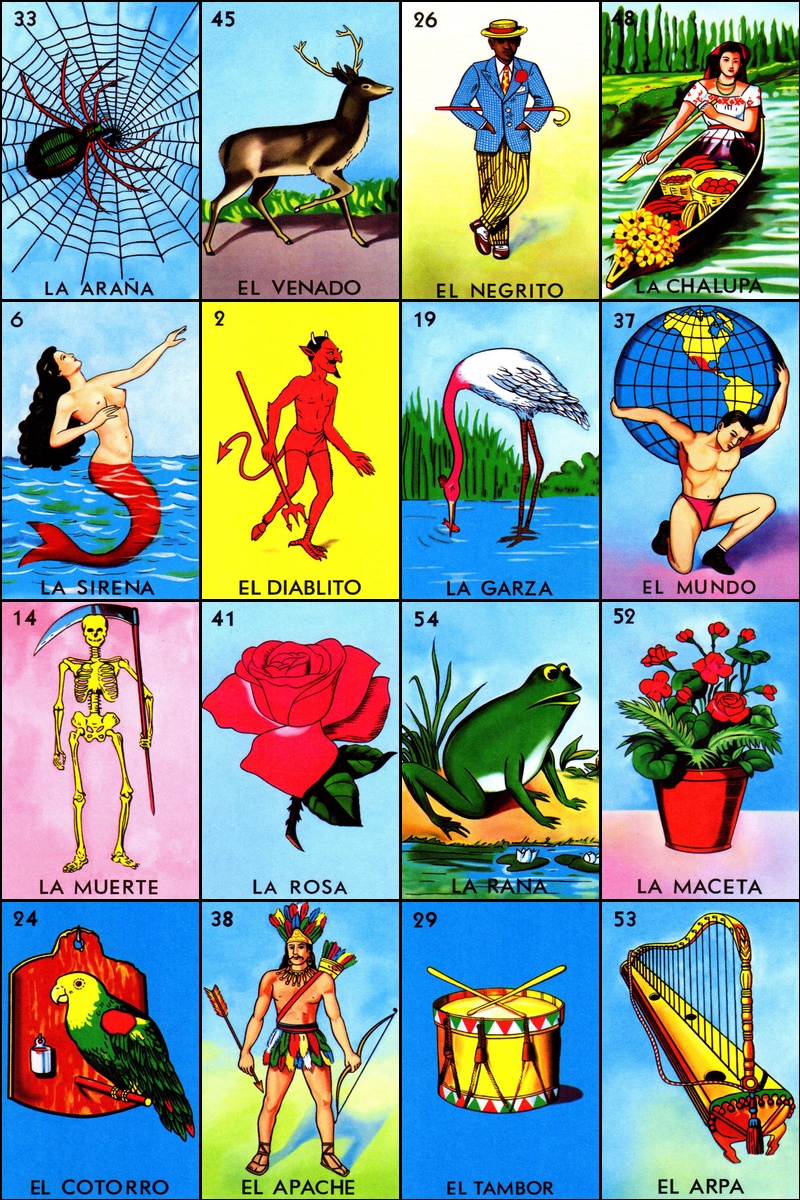 33
LA ARAÑA
45
EL VENADO
26
EL NEGRITO
48
LA CHALUPA
6
LA SIRENA
2
EL DIABLITO
19
LA GARZA
37
EL MUNDO
14
LA MUERTE
41
LA ROSA
54
LA RANA
52
LA MACETA
24
EL COTORRO
38
EL APACHE
29
EL TAMBOR
53
EL ARPA